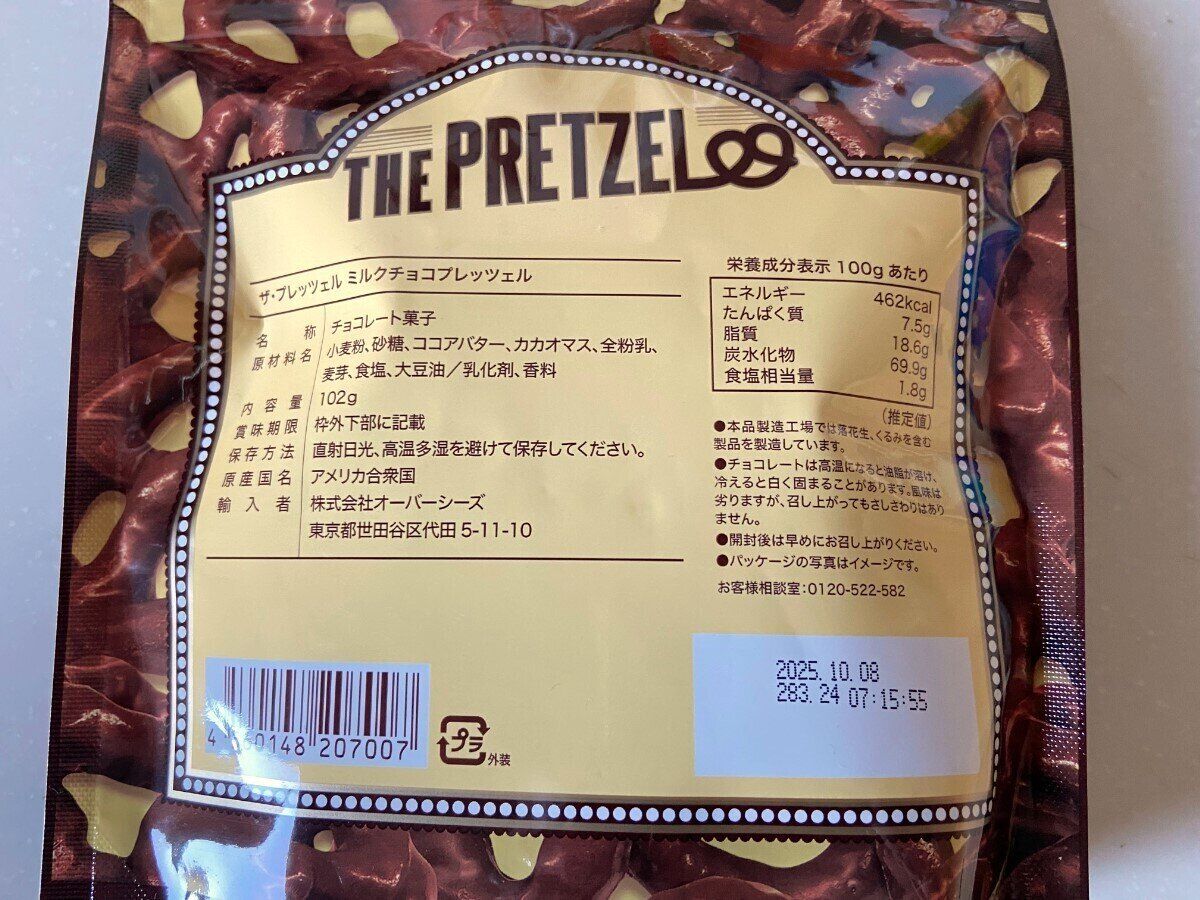 THE PRETZEL
ザ・プレッツェル ミルクチョコプレッツェル
名称 チョコレート菓子
原材料名 小麦粉、砂糖、ココアバター、カカオマス、全粉乳、
麦芽、食塩、大豆油／乳化剤、香料
内容量 102g
賞味期限 枠外下部に記載
保存方法 直射日光、高温多湿を避けて保存してください。
原産国名 アメリカ合衆国
輸入者 株式会社オーバーシーズ
東京都世田谷区代田 5-11-10
栄養成分表示 100gあたり
エネルギー 462kcal
たんぱく質 7.5g
脂質 18.6g
炭水化物 69.9g
食塩相当量 1.8g
(推定値)
●本品製造工場では落花生、くるみを含む
製品を製造しています。
●チョコレートは高温になると油脂が溶け、
冷えると白く固まることがあります。風味は
劣りますが、召し上がってもさしさわりはあり
ません。
●開封後は早めにお召し上がりください。
●パッケージの写真はイメージです。
お客様相談室:0120-522-582
2025.10.08
283.24 07:15:55
207007
プラ
外装